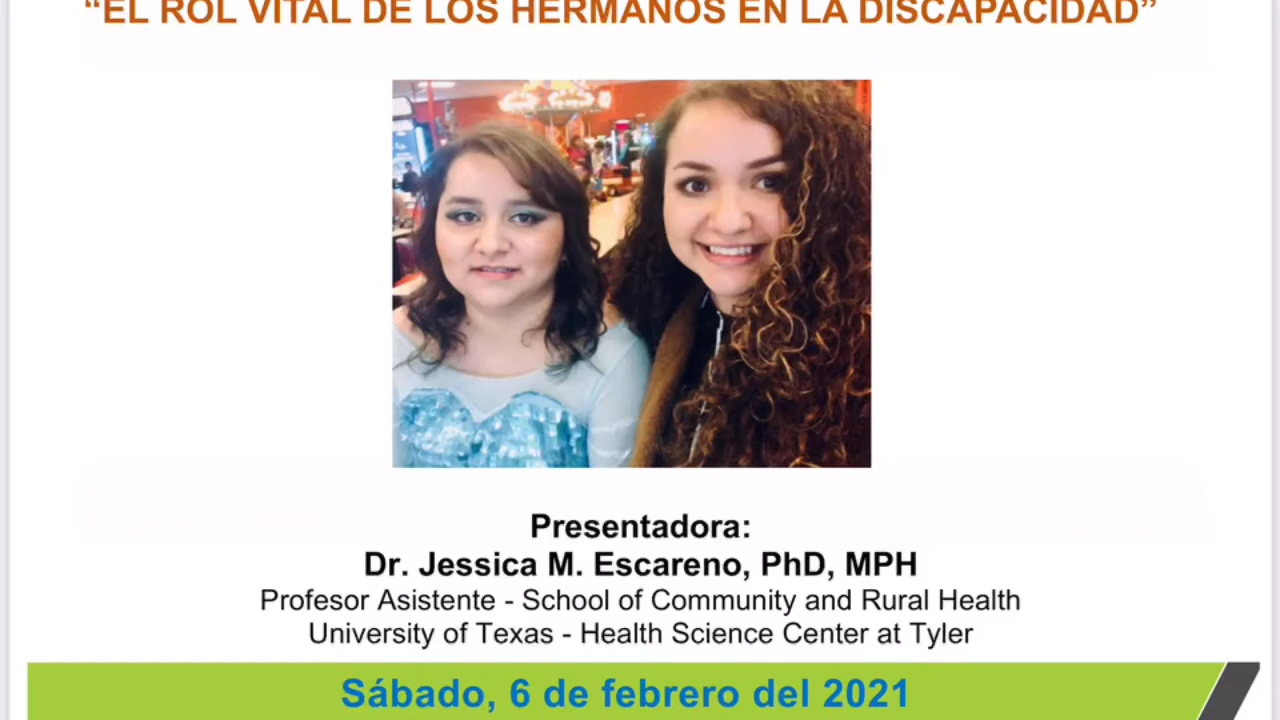 “EL ROL VITAL DE LOS HERMANOS EN LA DISCAPACIDAD”
Presentadora:
Dr. Jessica M. Escareno, PhD, MPH
Profesor Asistente - School of Community and Rural Health
University of Texas - Health Science Center at Tyler
Sábado, 6 de febrero del 2021